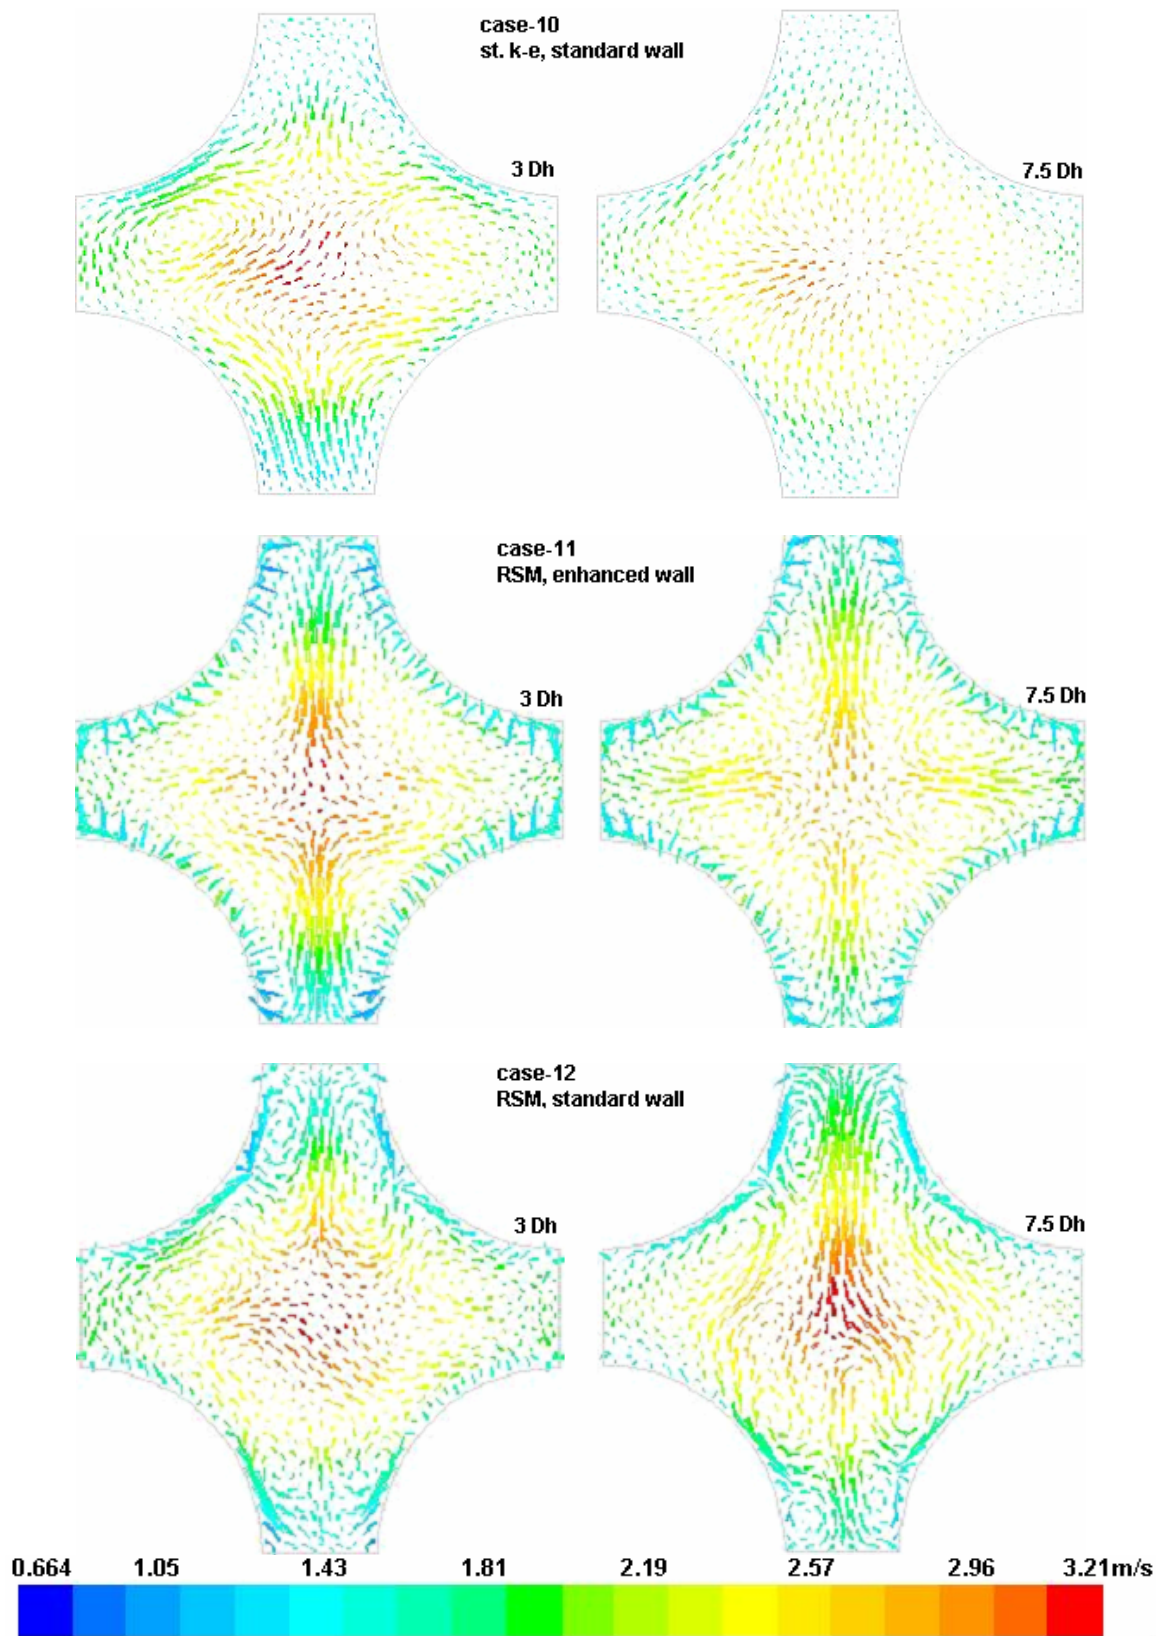 case-10
st. k-e, standard wall
3 Dh
7.5 Dh
case-11
RSM, enhanced wall
3 Dh
7.5 Dh
case-12
RSM, standard wall
3 Dh
7.5 Dh
0.664 1.05 1.43 1.81 2.19 2.57 2.96 3.21m/s